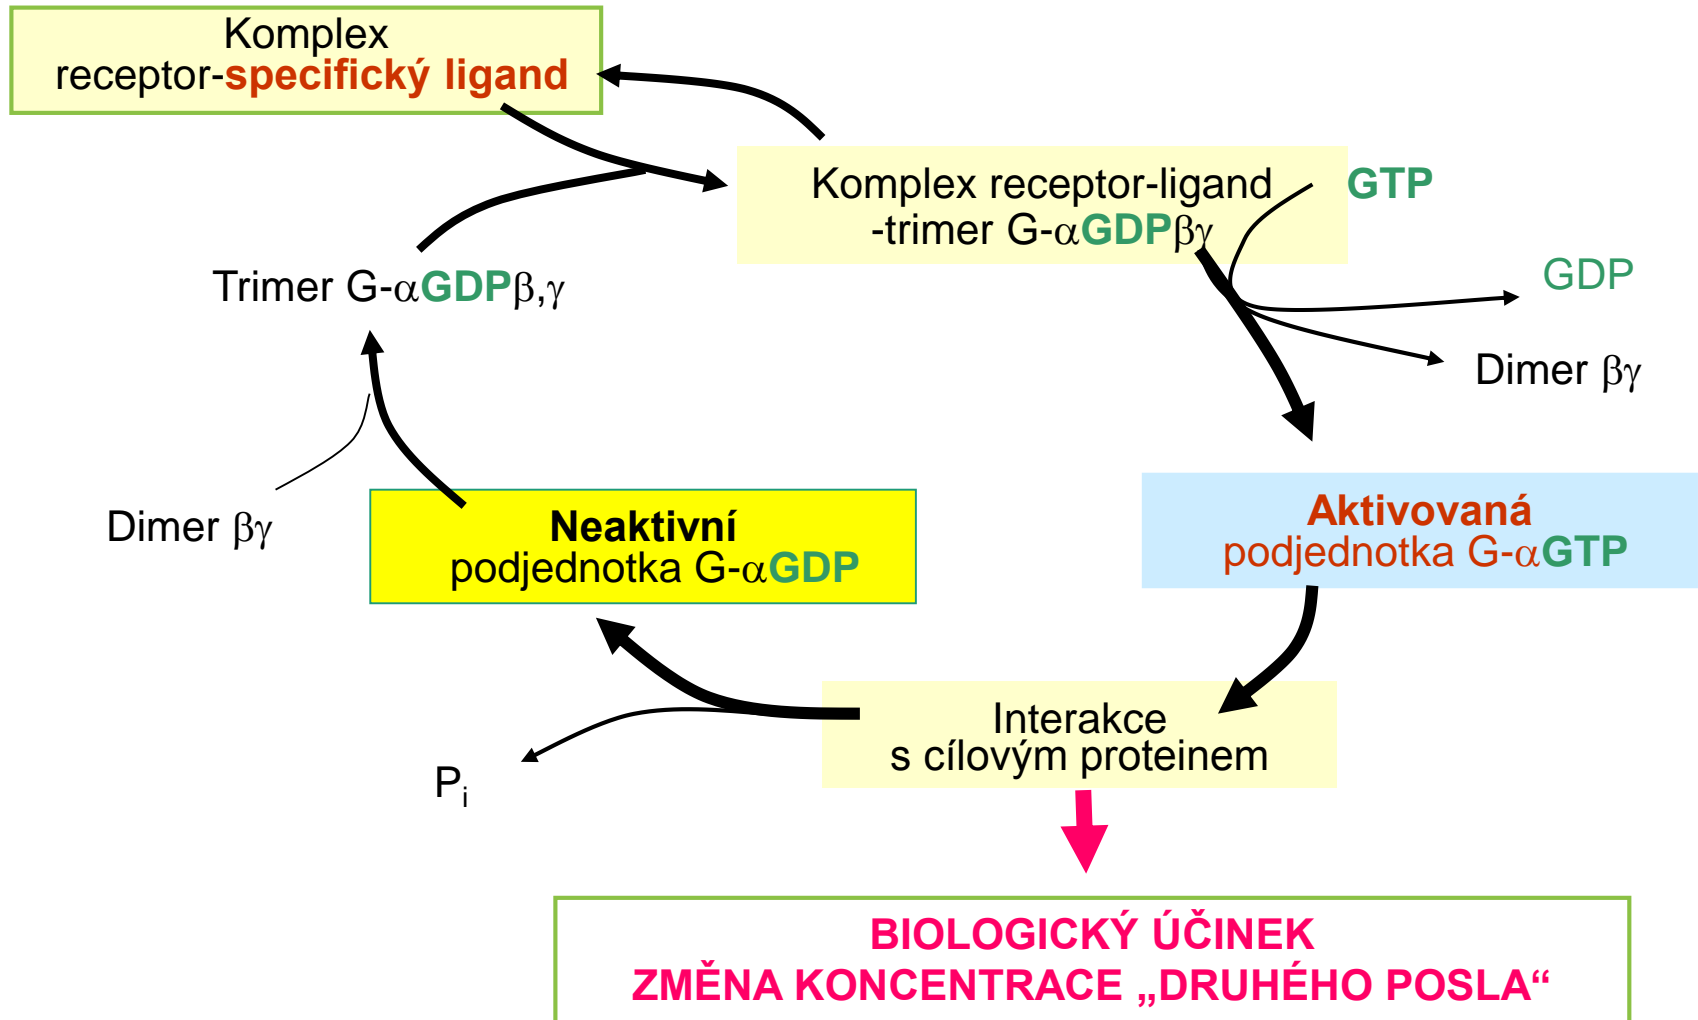 Komplex
receptor-specifický ligand
Komplex receptor-ligand
-trimer G-αGDPβγ
GTP
GDP
Trimer G-αGDPβ,γ
Dimer βγ
Dimer βγ
Neaktivní
podjednotka G-αGDP
Aktivovaná
podjednotka G-αGTP
Interakce
s cílovým proteinem
Pi
BIOLOGICKÝ ÚČINEK
ZMĚNA KONCENTRACE „DRUHÉHO POSLA“